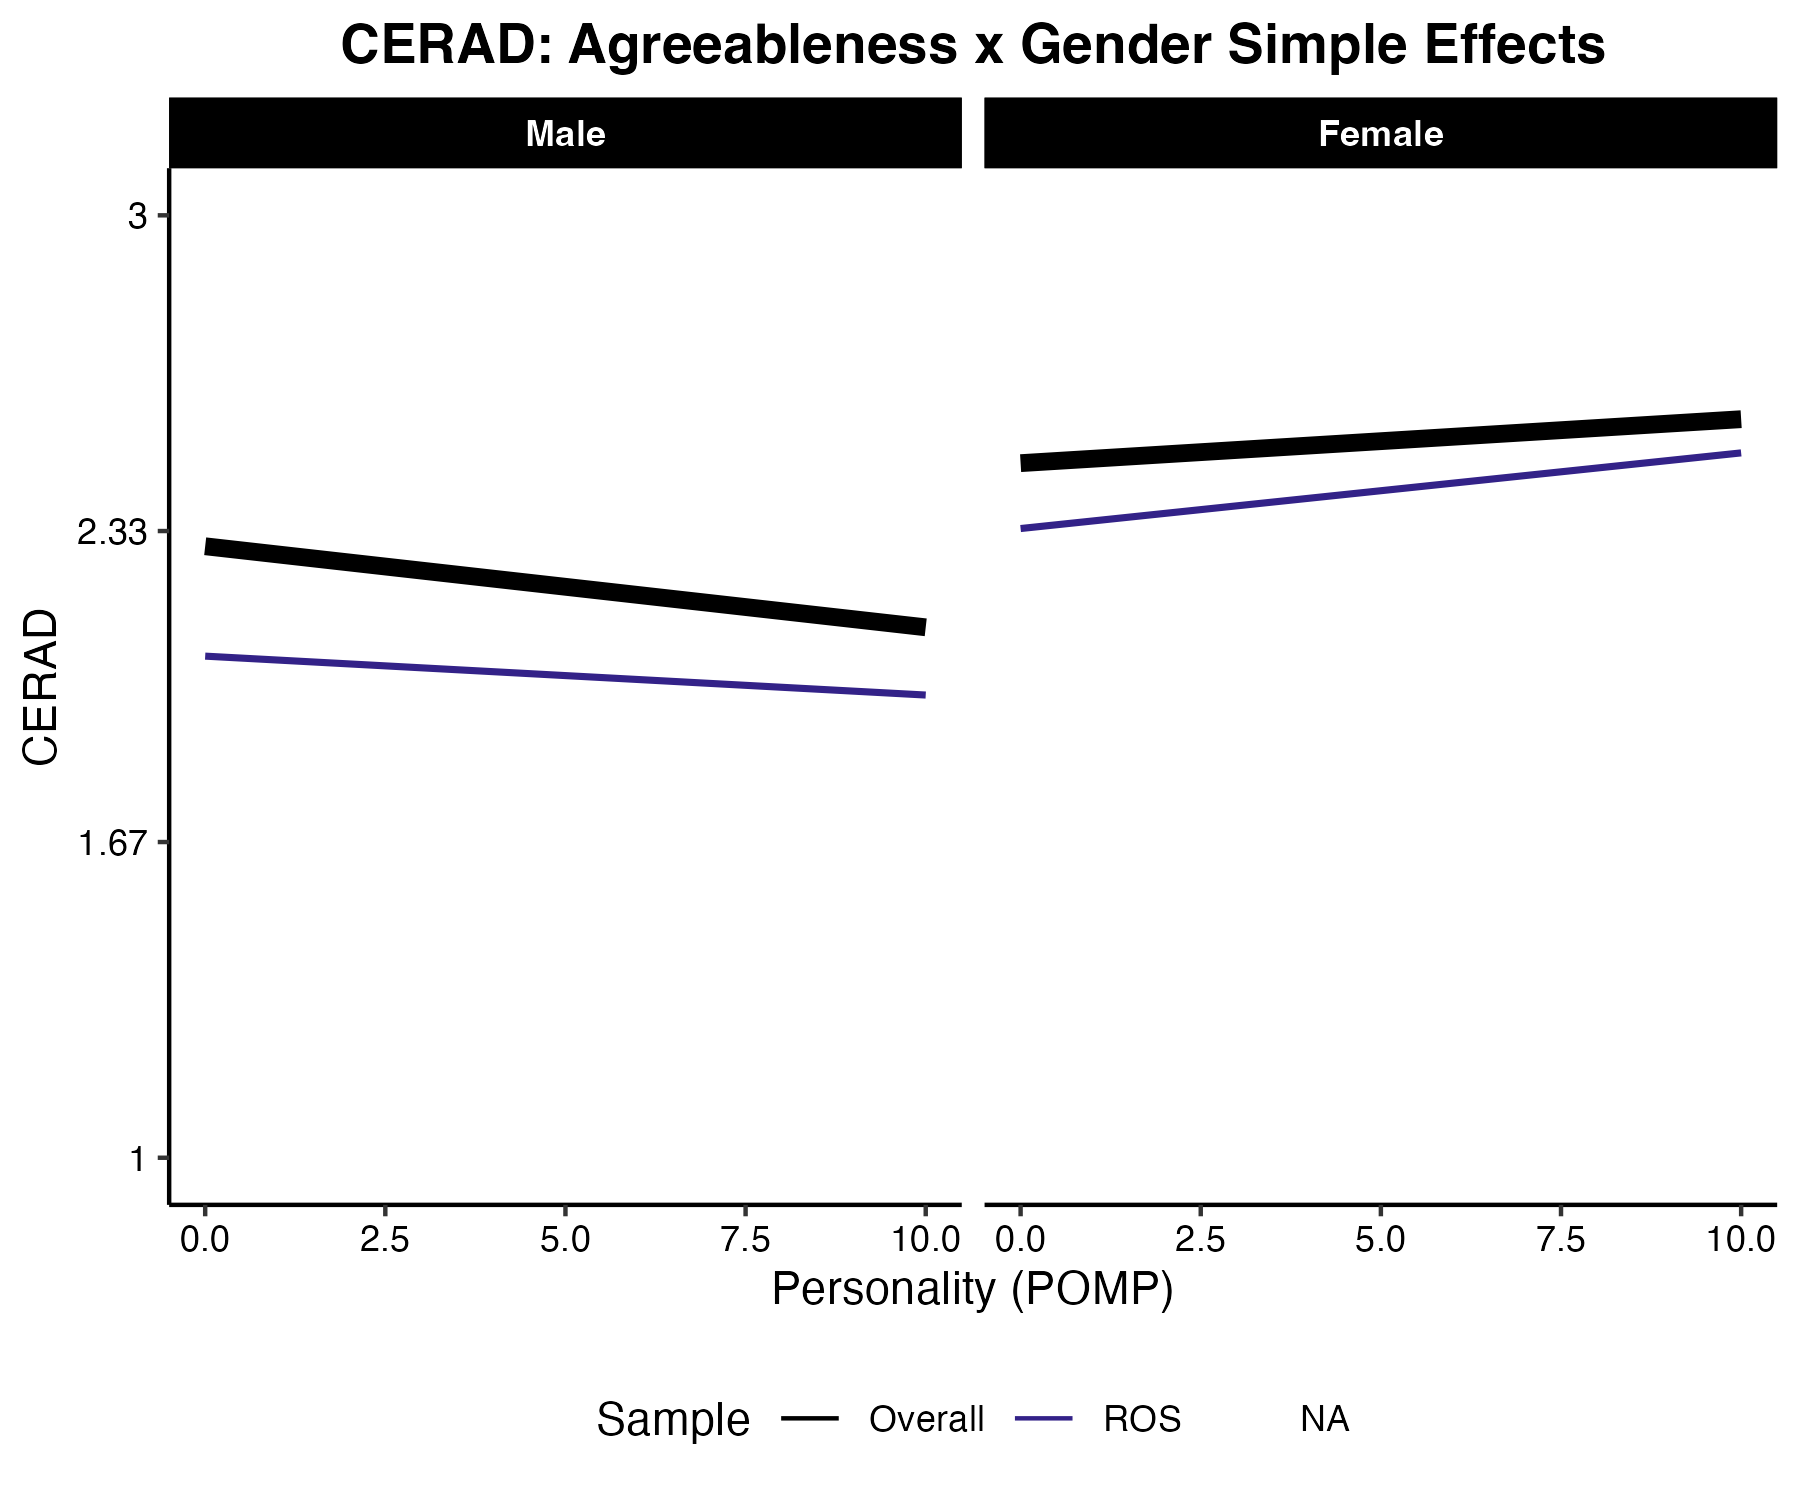 CERAD: Agreeableness x Gender Simple Effects
Male Female
3
2.33
1.67
1
CERAD
0.0 2.5 5.0 7.5 10.0 0.0 2.5 5.0 7.5 10.0
Personality (POMP)
Sample Overall ROS NA